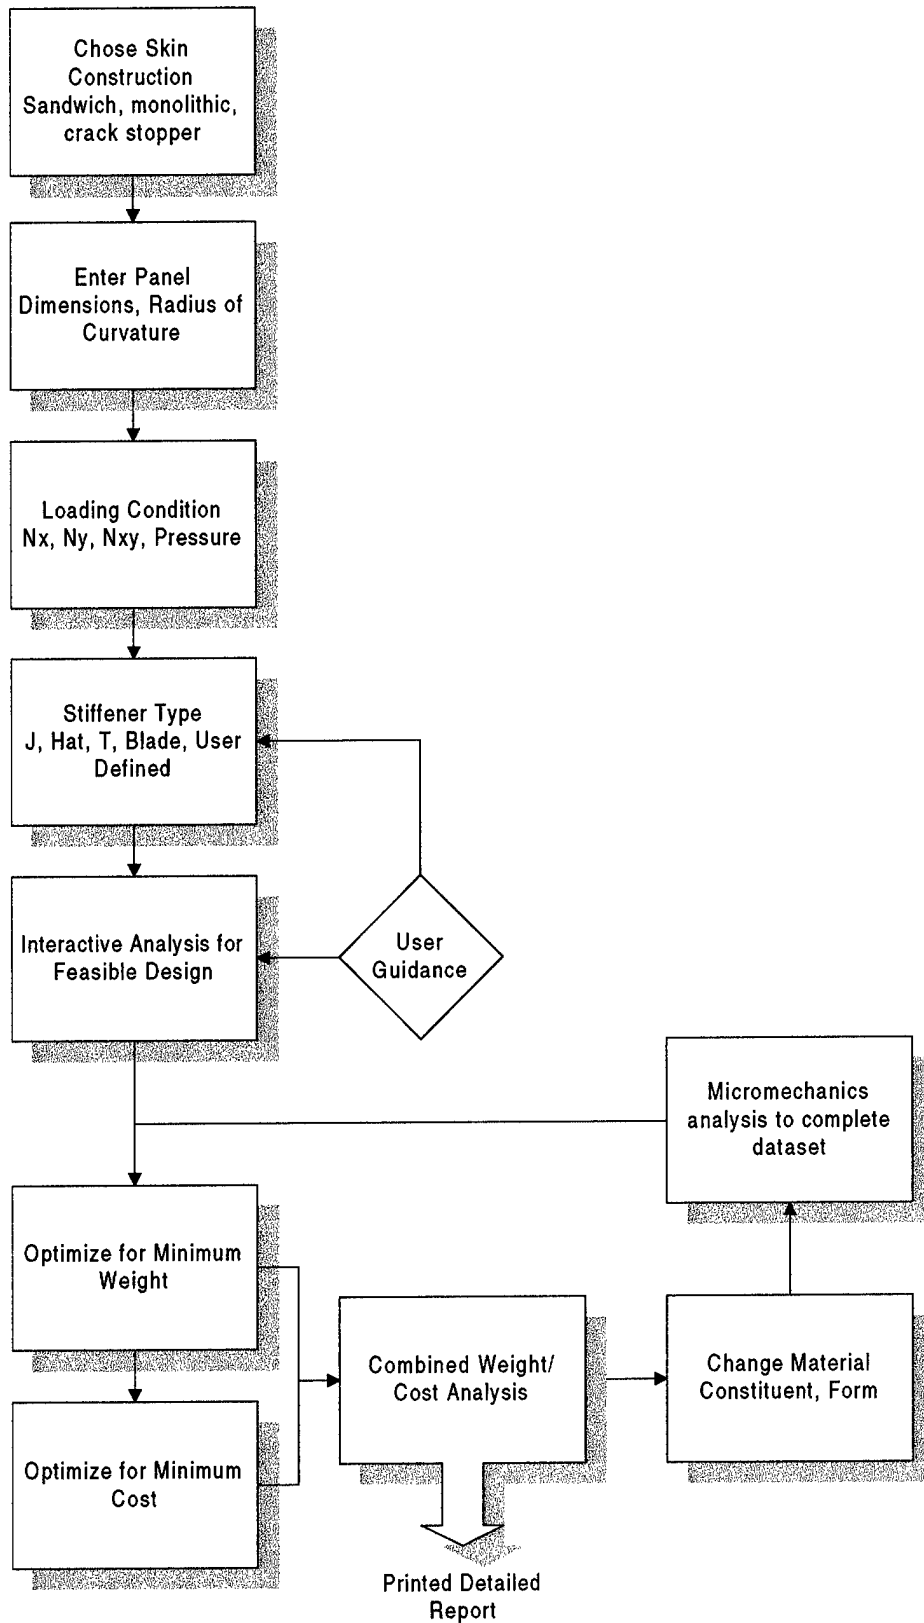 Chose Skin
Construction
Sandwich, monolithic,
crack stopper
Enter Panel
Dimensions, Radius of
Curvature
Loading Condition
Nx, Ny, Nxy, Pressure
Stiffener Type
J, Hat, T, Blade, User
Defined
Interactive Analysis for
Feasible Design
User
Guidance
Micromechanics
analysis to complete
dataset
Optimize for Minimum
Weight
Combined Weight/
Cost Analysis
Change Material
Constituent, Form
Optimize for Minimum
Cost
Printed Detailed
Report